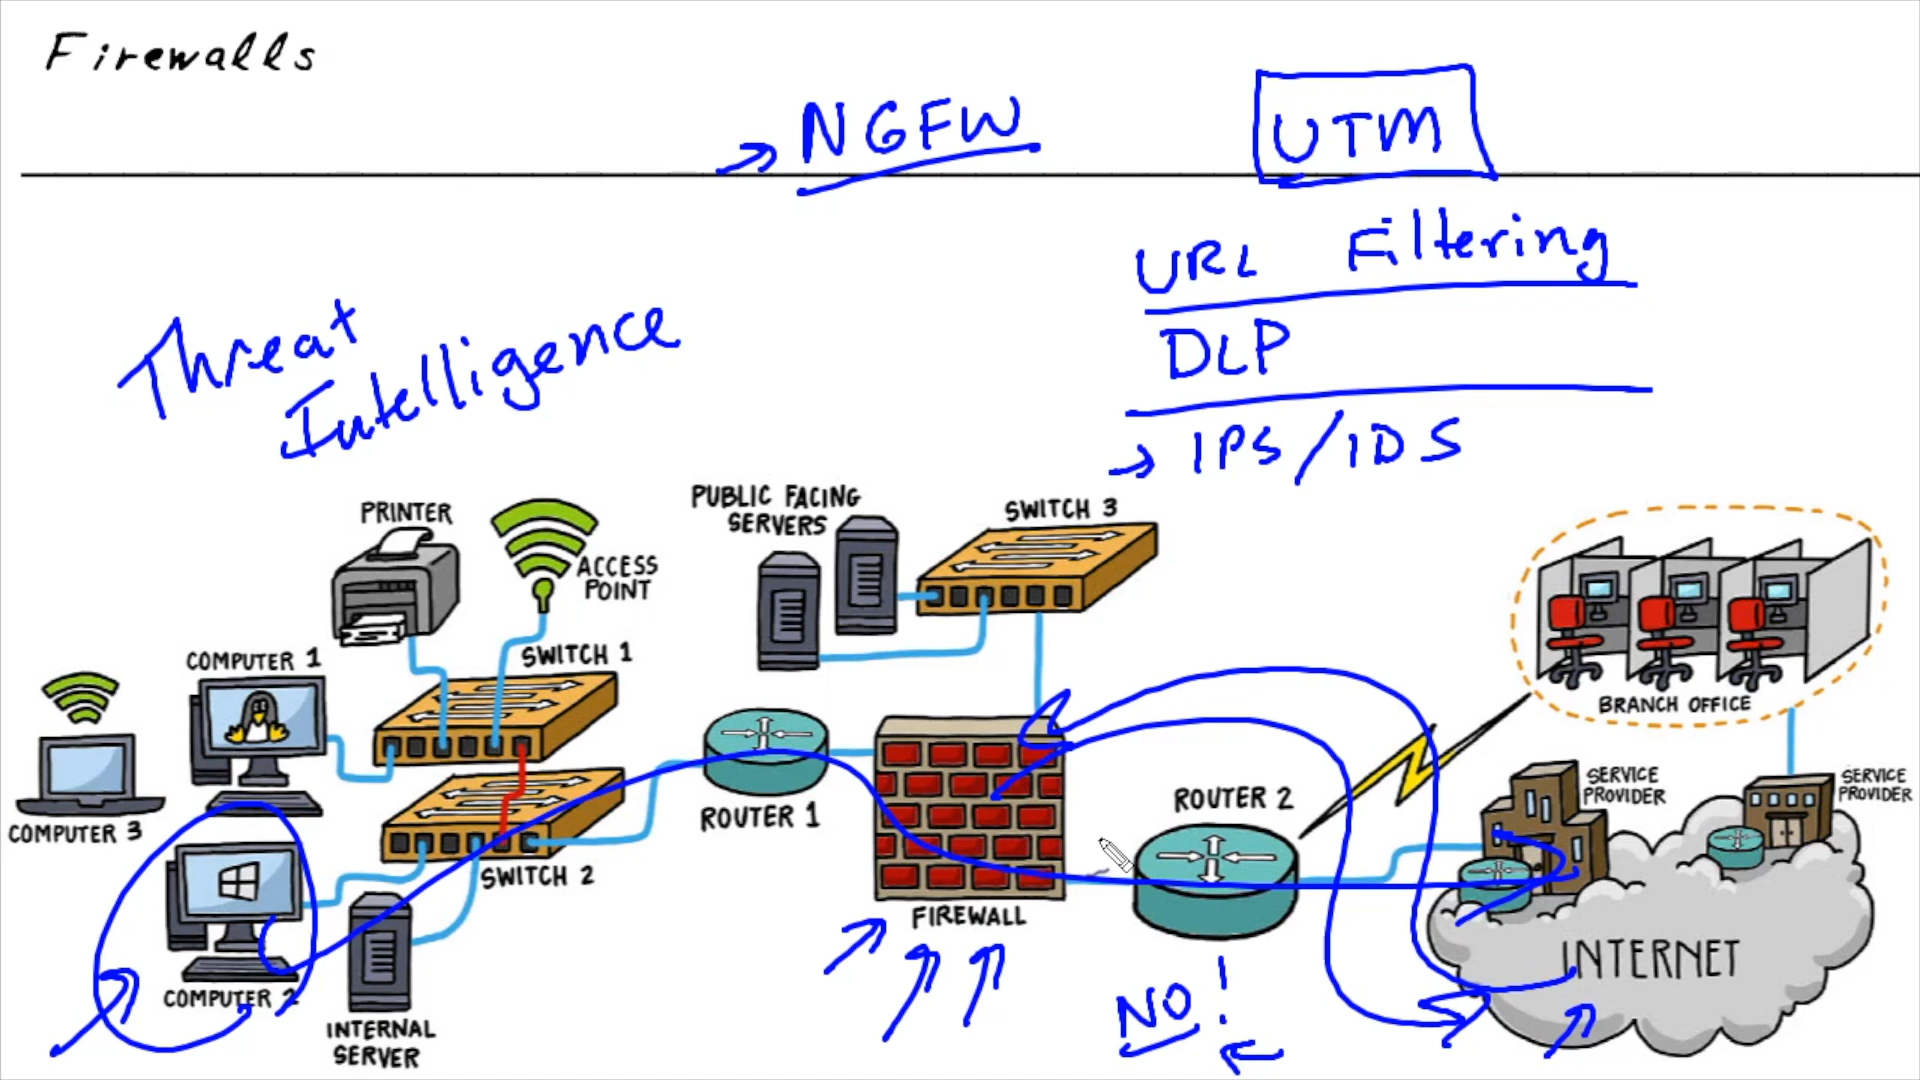 Firewalls
NGFW
UTM
URL Filtering
DLP
IPS/IDS
Threat
Intelligence
PRINTER
ACCESS
POINT
PUBLIC FACING
SERVERS
SWITCH 3
COMPUTER 1
SWITCH 1
COMPUTER 3
SWITCH 2
ROUTER 1
ROUTER 2
BRANCH OFFICE
SERVICE
PROVIDER
SERVICE
PROVIDER
FIREWALL
COMPUTER 2
INTERNAL
SERVER
INTERNET
NO!